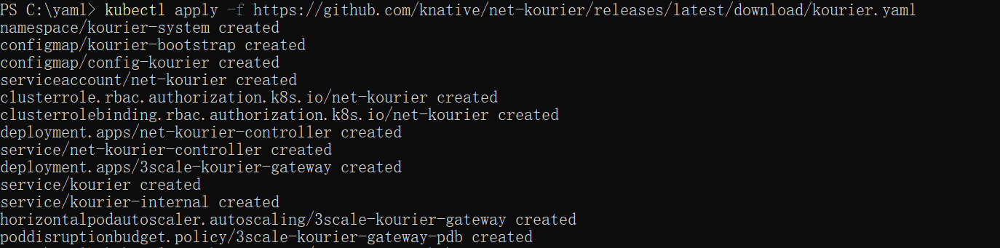 PS C:\yaml> kubectl apply -f https://github.com/knative/net-kourier/releases/latest/download/kourier.yaml
namespace/kourier-system created
configmap/kourier-bootstrap created
configmap/config-kourier created
serviceaccount/net-kourier created
clusterrole.rbac.authorization.k8s.io/net-kourier created
clusterrolebinding.rbac.authorization.k8s.io/net-kourier created
deployment.apps/net-kourier-controller created
service/net-kourier-controller created
deployment.apps/3scale-kourier-gateway created
service/kourier created
service/kourier-internal created
horizontalpodautoscaler.autoscaling/3scale-kourier-gateway created
poddisruptionbudget.policy/3scale-kourier-gateway-pdb created